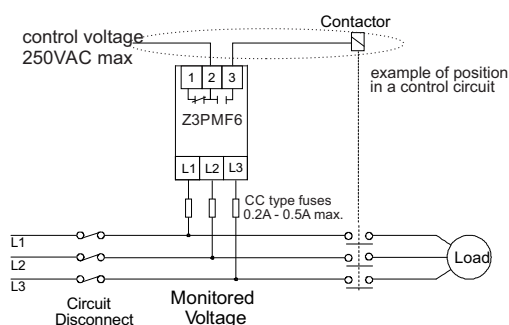 Contactor
control voltage
250VAC max
1 2 3
example of position
in a control circuit
Z3PMF6
L1 L2 L3
CC type fuses
0.2A - 0.5A max.
L1
L2
L3
Load
Circuit
Disconnect
Monitored
Voltage